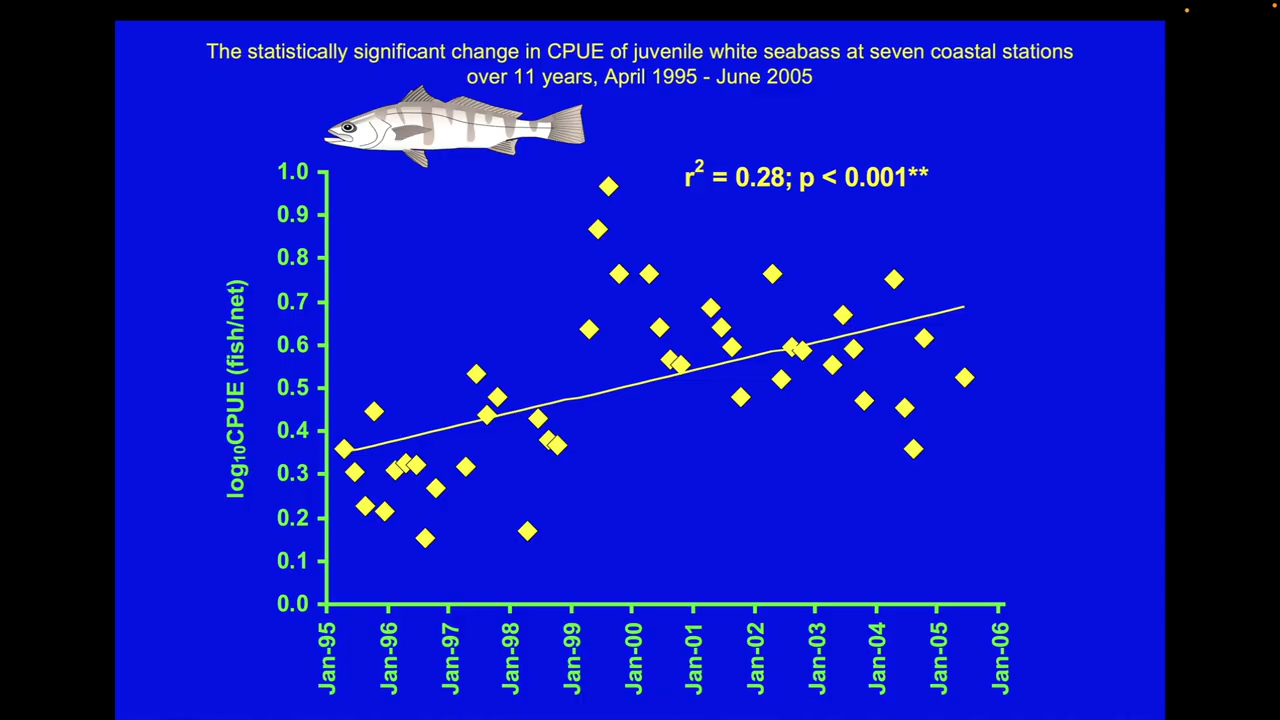 The statistically significant change in CPUE of juvenile white seabass at seven coastal stations
over 11 years, April 1995 - June 2005
r² = 0.28; p < 0.001**
1.0
0.9
0.8
0.7
0.6
0.5
0.4
0.3
0.2
0.1
0.0
log₁₀CPUE (fish/net)
Jan-95
Jan-96
Jan-97
Jan-98
Jan-99
Jan-00
Jan-01
Jan-02
Jan-03
Jan-04
Jan-05
Jan-06